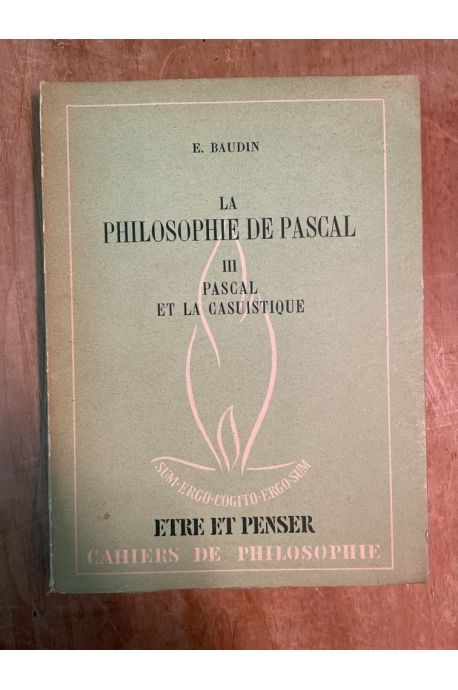 E. BAUDIN
LA
PHILOSOPHIE DE PASCAL
III
PASCAL
ET LA CASUISTIQUE
SUM-ERGO-COGITO-ERGO-SUM
ETRE ET PENSER
CAHIERS DE PHILOSOPHIE